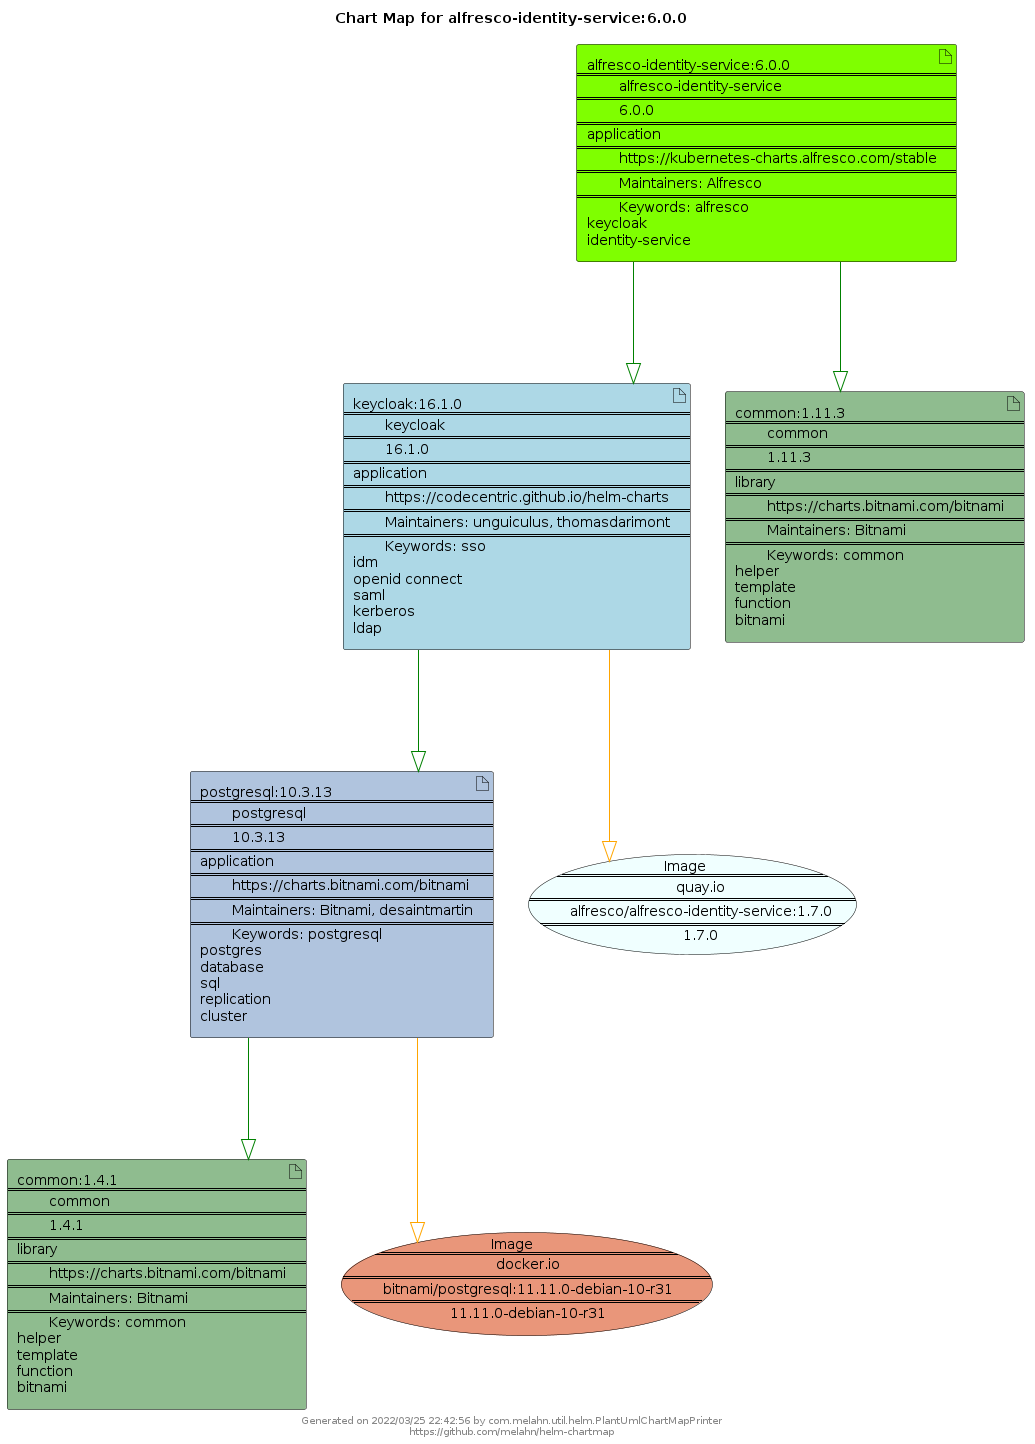 Chart Map for alfresco-identity-service:6.0.0
alfresco-identity-service:6.0.0
alfresco-identity-service
6.0.0
application
https://kubernetes-charts.alfresco.com/stable
Maintainers: Alfresco
Keywords: alfresco
keycloak
identity-service
keycloak:16.1.0
keycloak
16.1.0
application
https://codecentric.github.io/helm-charts
Maintainers: unguiculus, thomasdarimont
Keywords: sso
idm
openid connect
saml
kerberos
ldap
common:1.11.3
common
1.11.3
library
https://charts.bitnami.com/bitnami
Maintainers: Bitnami
Keywords: common
helper
template
function
bitnami
postgresql:10.3.13
postgresql
10.3.13
application
https://charts.bitnami.com/bitnami
Maintainers: Bitnami, desaintmartin
Keywords: postgresql
postgres
database
sql
replication
cluster
Image
quay.io
alfresco/alfresco-identity-service:1.7.0
1.7.0
common:1.4.1
common
1.4.1
library
https://charts.bitnami.com/bitnami
Maintainers: Bitnami
Keywords: common
helper
template
function
bitnami
Image
docker.io
bitnami/postgresql:11.11.0-debian-10-r31
11.11.0-debian-10-r31
Generated on 2022/03/25 22:42:56 by com.melahn.util.helm.PlantUmlChartMapPrinter
https://github.com/melahn/helm-chartmap